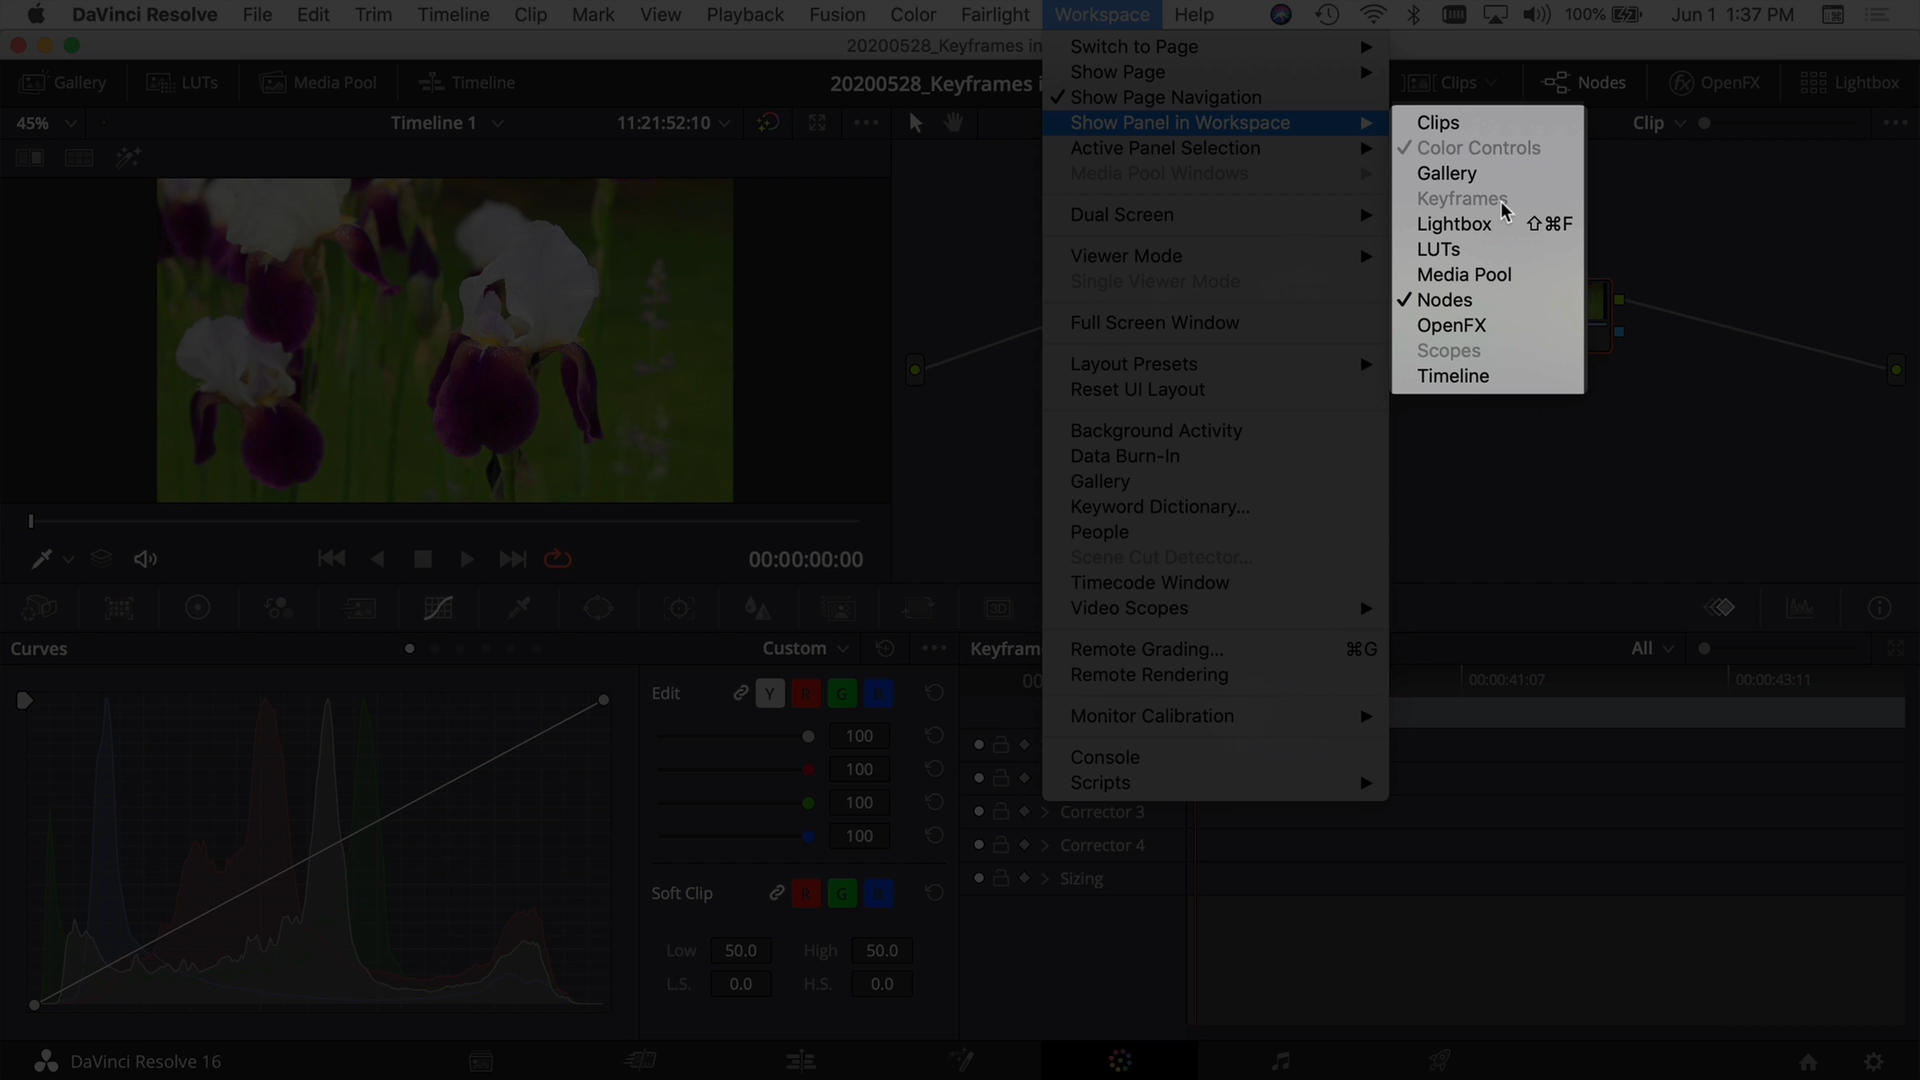 DaVinci Resolve File Edit Trim Timeline Clip Mark View Playback Fusion Color Fairlight Workspace Help 100% Jun 1 1:37 PM
20200528_Keyframes in
Gallery LUTs Media Pool Timeline 20200528_Keyframes i Clips Nodes OpenFX Lightbox
45% Timeline 1 11:21:52:10 Clip
Switch to Page
Show Page
Show Page Navigation
Show Panel in Workspace
Active Panel Selection
Media Pool Windows
Dual Screen
Viewer Mode
Single Viewer Mode
Full Screen Window
Layout Presets
Reset UI Layout
Background Activity
Data Burn-In
Gallery
Keyword Dictionary...
People
Scene Cut Detector...
Timecode Window
Video Scopes
Remote Grading... ⌘G
Remote Rendering
Monitor Calibration
Console
Scripts
Clips
Color Controls
Gallery
Keyframes
Lightbox ⇧⌘F
LUTs
Media Pool
Nodes
OpenFX
Scopes
Timeline
00:00:00:00
3D
Curves Custom Keyfram All
Edit Y R G B
100
100
100
100
Soft Clip R G B
Low 50.0 High 50.0
L.S. 0.0 H.S. 0.0
00 00:00:41:07 00:00:43:11
Corrector 3
Corrector 4
Sizing
DaVinci Resolve 16